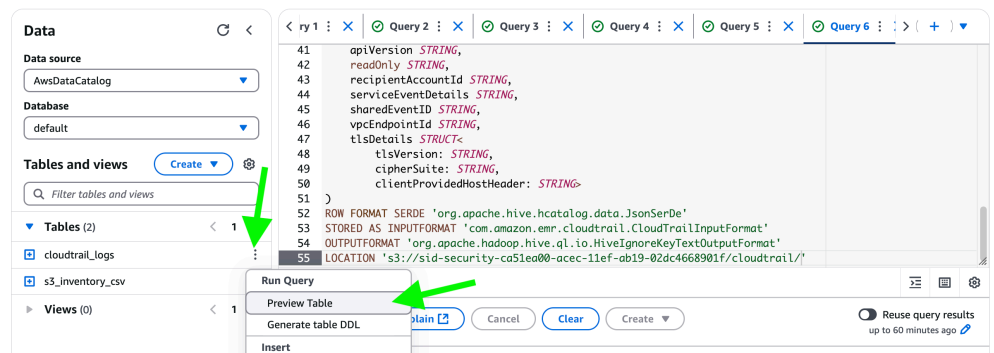 Data
Data source
AwsDataCatalog
Database
default
Tables and views
Create
Filter tables and views
Tables (2)
1
cloudtrail_logs
s3_inventory_csv
Views (0)
1
Run Query
Preview Table
Generate table DDL
Insert
ry 1
Query 2
Query 3
Query 4
Query 5
Query 6
41 apiVersion STRING,
42 readOnly STRING,
43 recipientAccountId STRING,
44 serviceEventDetails STRING,
45 sharedEventID STRING,
46 vpcEndpointId STRING,
47 tlsDetails STRUCT<
48 tlsVersion: STRING,
49 cipherSuite: STRING,
50 clientProvidedHostHeader: STRING>
51 )
52 ROW FORMAT SERDE 'org.apache.hive.hcatalog.data.JsonSerDe'
53 STORED AS INPUTFORMAT 'com.amazon.emr.cloudtrail.CloudTrailInputFormat'
54 OUTPUTFORMAT 'org.apache.hadoop.hive.ql.io.HiveIgnoreKeyTextOutputFormat'
55 LOCATION 's3://sid-security-ca51ea00-acec-11ef-ab19-02dc4668901f/cloudtrail/'
plain
Cancel
Clear
Create
Reuse query results
up to 60 minutes ago